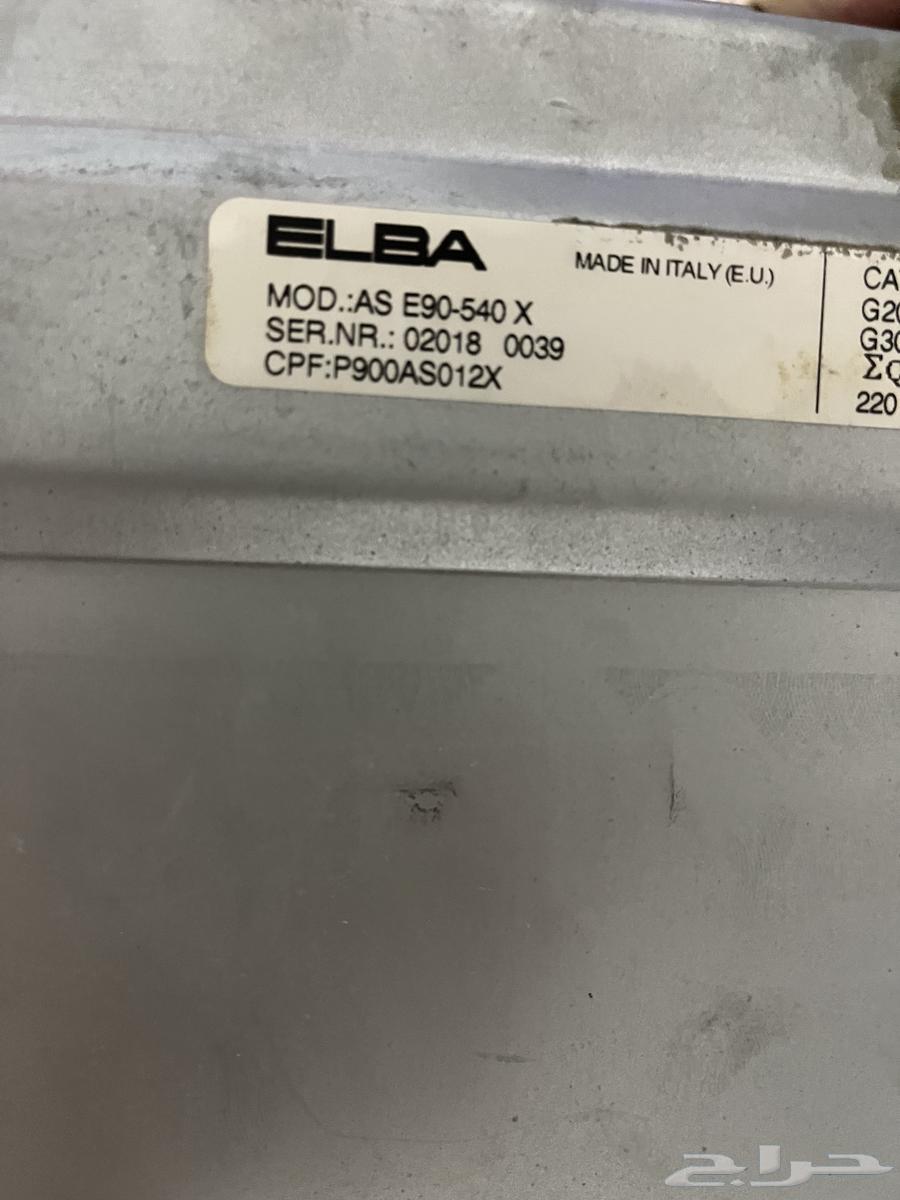 ELBA
MADE IN ITALY (E.U.)
MOD.:AS E90-540 X
SER.NR.: 02018 0039
CPF:P900AS012X
220
حراج